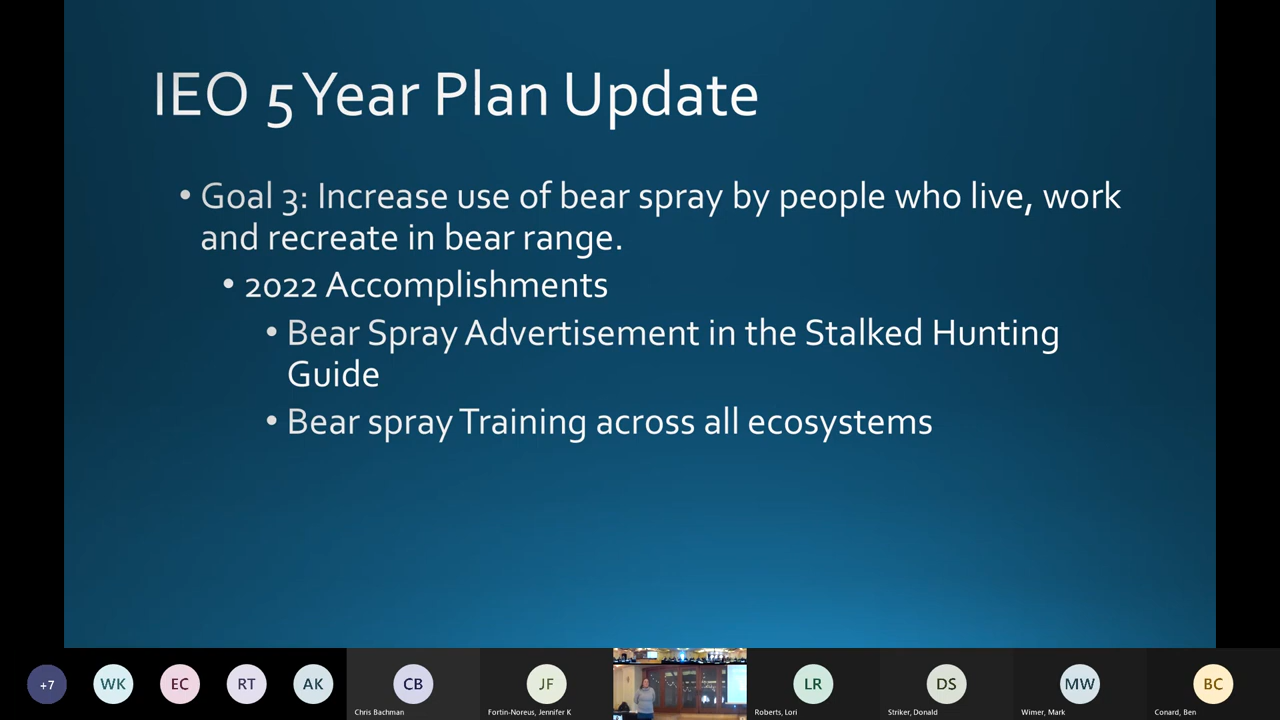 IEO 5 Year Plan Update
• Goal 3: Increase use of bear spray by people who live, work
and recreate in bear range.
• 2022 Accomplishments
• Bear Spray Advertisement in the Stalked Hunting
Guide
• Bear spray Training across all ecosystems
+7
WK
EC
RT
AK
CB
JF
LR
DS
MW
BC
Chris Bachman
Fortin-Noreus, Jennifer K
Roberts, Lori
Striker, Donald
Wimer, Mark
Conard, Ben